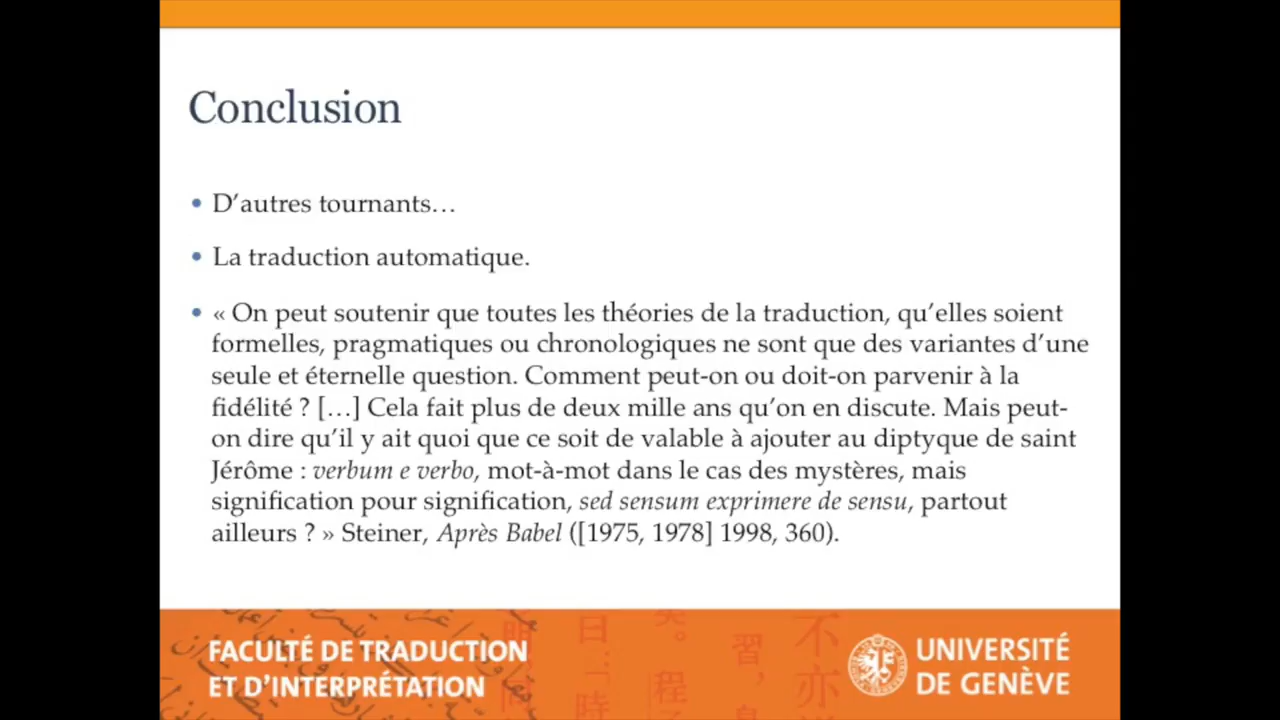 Conclusion
• D’autres tournants…
• La traduction automatique.
• « On peut soutenir que toutes les théories de la traduction, qu’elles soient
formelles, pragmatiques ou chronologiques ne sont que des variantes d’une
seule et éternelle question. Comment peut-on ou doit-on parvenir à la
fidélité ? […] Cela fait plus de deux mille ans qu’on en discute. Mais peut-
on dire qu’il y ait quoi que ce soit de valable à ajouter au diptyque de saint
Jérôme : verbum e verbo, mot-à-mot dans le cas des mystères, mais
signification pour signification, sed sensum exprimere de sensu, partout
ailleurs ? » Steiner, Après Babel ([1975, 1978] 1998, 360).
FACULTÉ DE TRADUCTION
ET D’INTERPRÉTATION
UNIVERSITÉ
DE GENÈVE